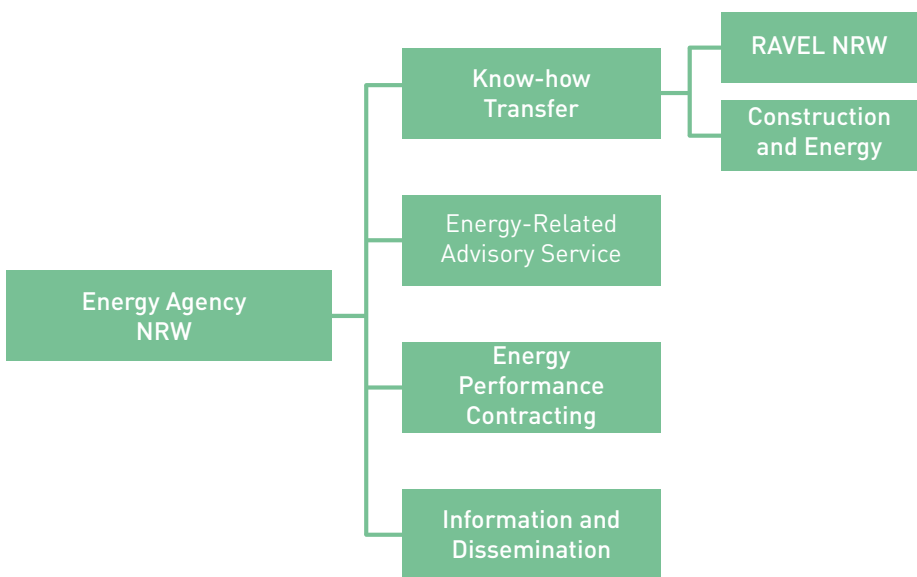 Energy Agency
NRW
Know-how
Transfer
RAVEL NRW
Construction
and Energy
Energy-Related
Advisory Service
Energy
Performance
Contracting
Information and
Dissemination